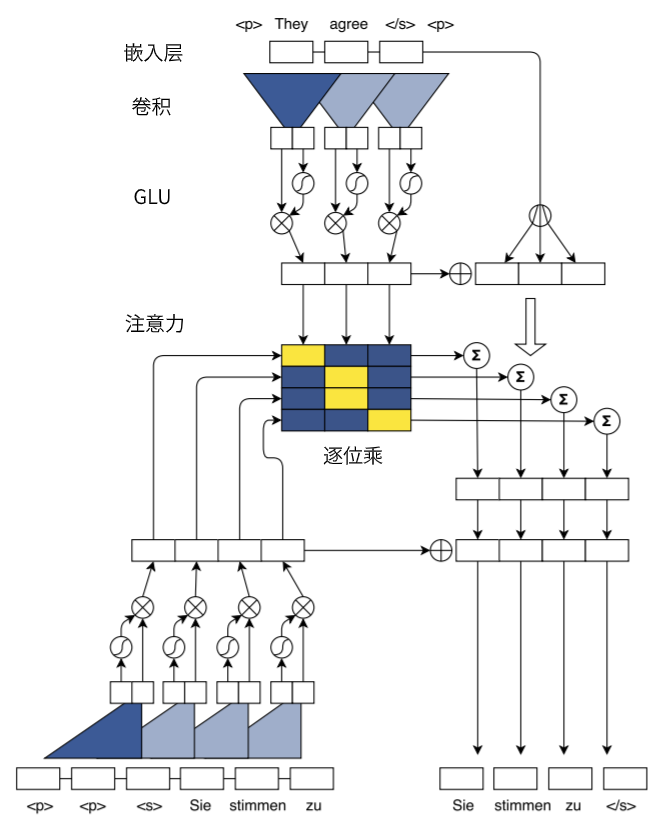 <p> They agree </s> <p>
嵌入层
卷积
GLU
注意力
Σ
Σ
Σ
Σ
逐位乘
<p> <p> <s> Sie stimmen zu
Sie stimmen zu </s>